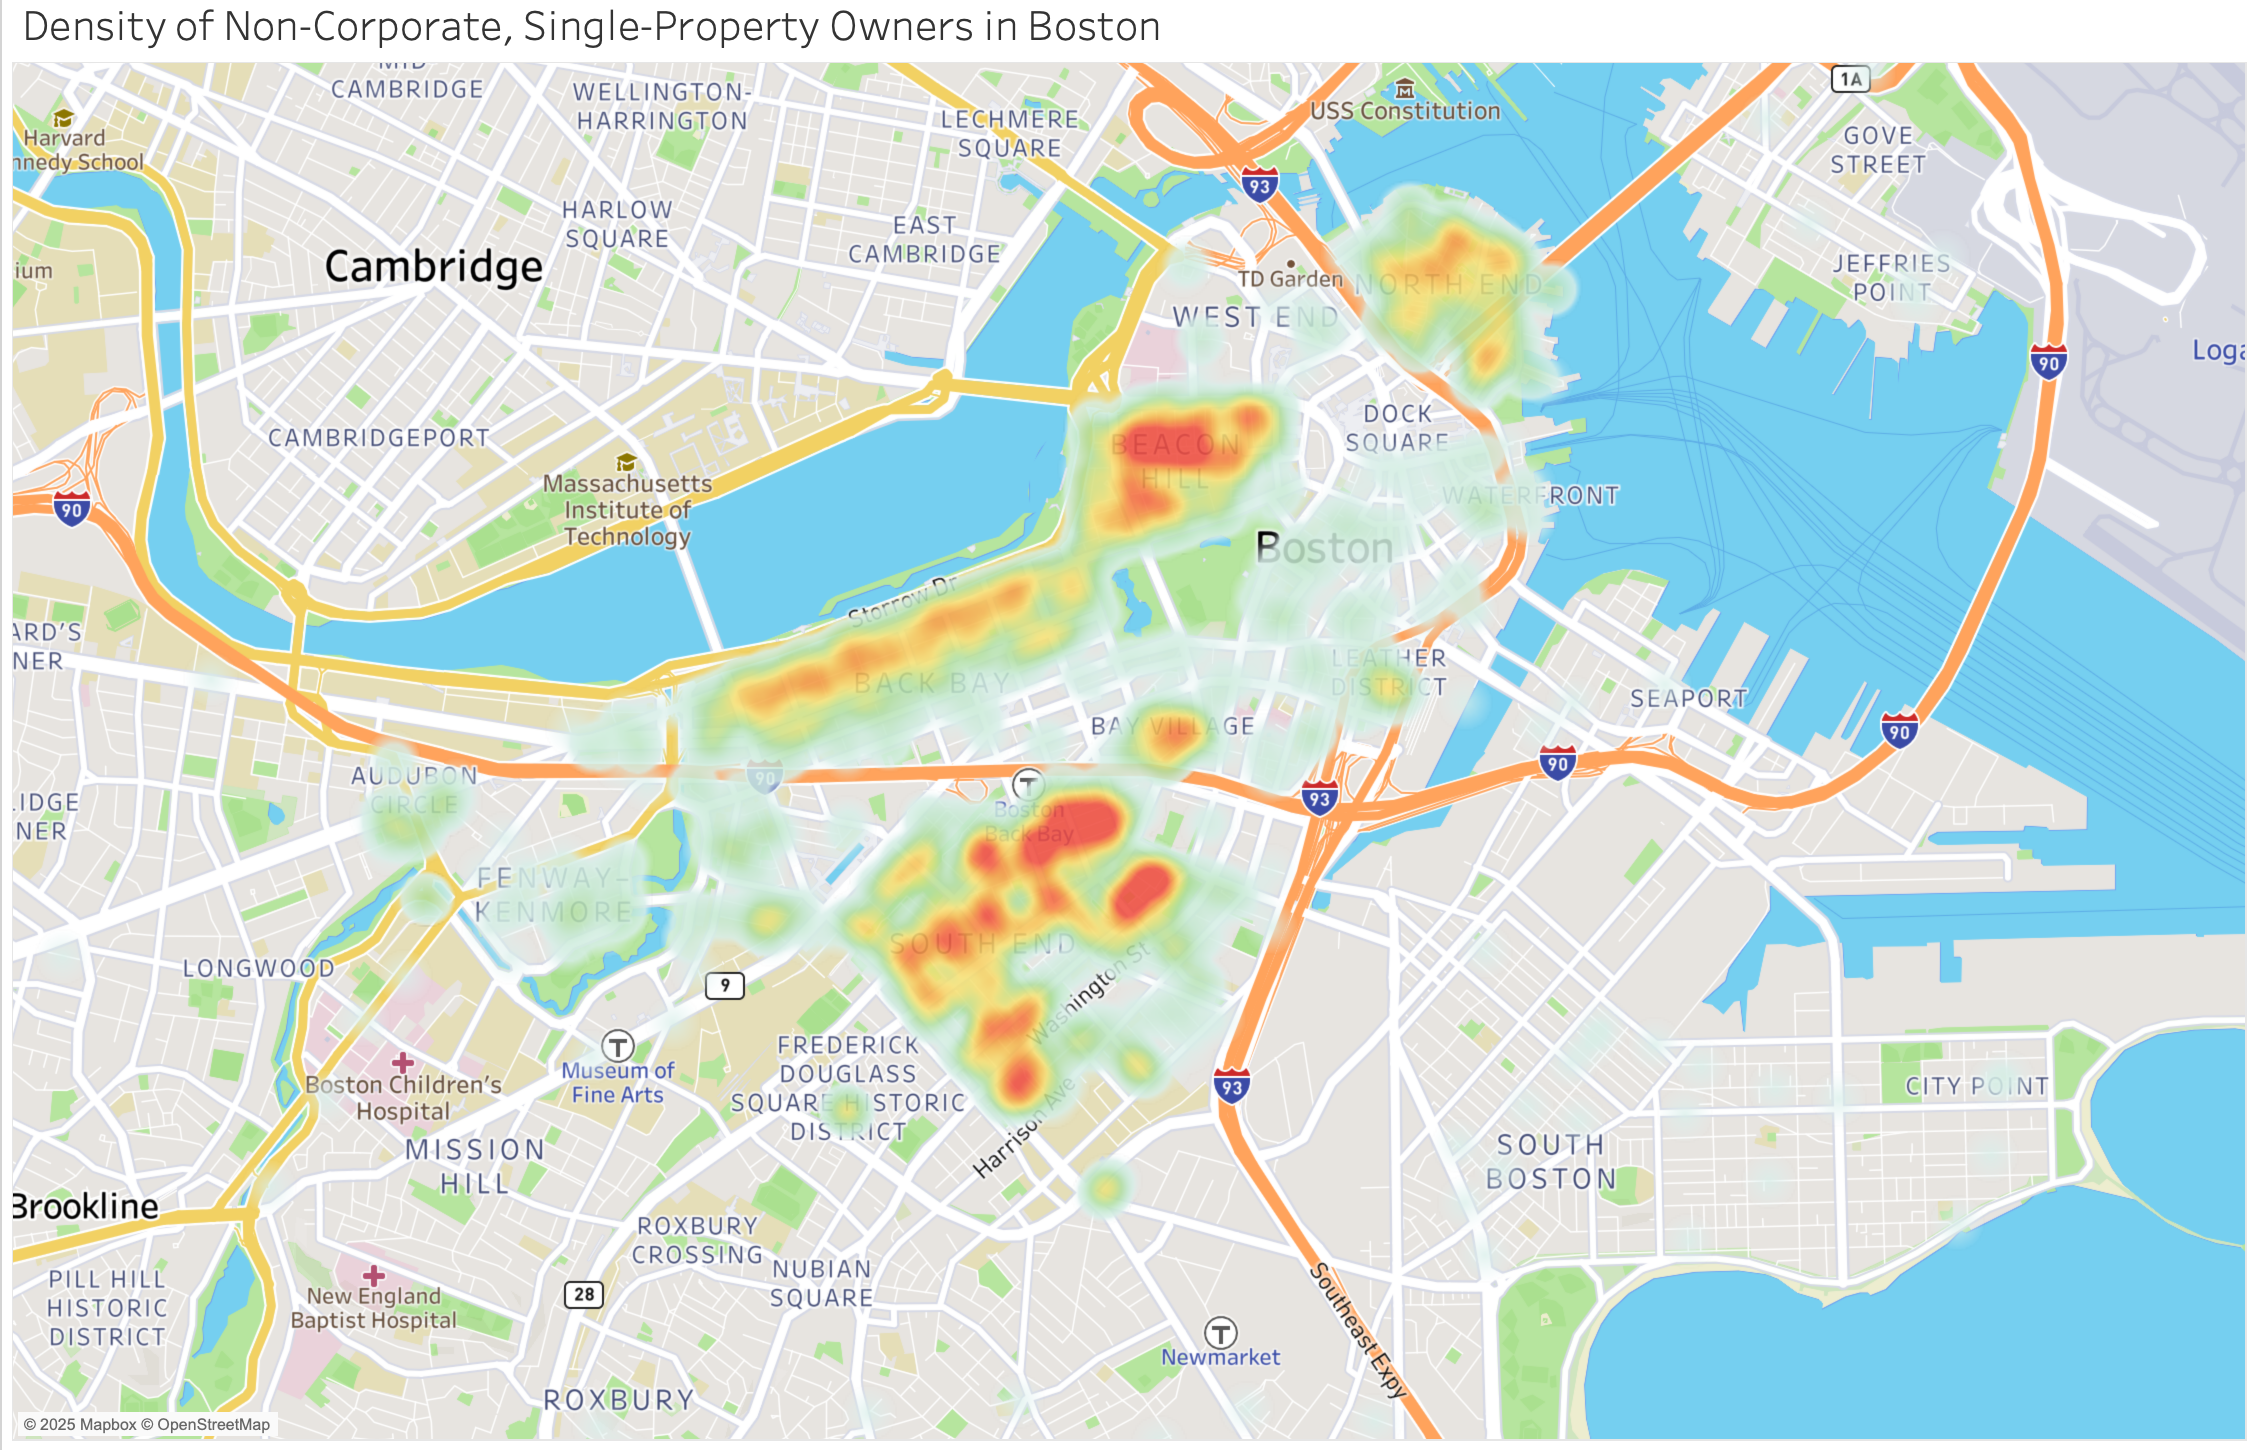 Density of Non-Corporate, Single-Property Owners in Boston
MID-
CAMBRIDGE
WELLINGTON-
HARRINGTON
LECHMERE
SQUARE
USS Constitution
1A
GOVE
STREET
Harvard
nnedy School
93
HARLOW
SQUARE
EAST
CAMBRIDGE
Cambridge
ium
TD Garden
NORTH END
JEFFRIES
POINT
WEST END
90
Loga
CAMBRIDGEPORT
DOCK
SQUARE
BEACON
HILL
Massachusetts
Institute of
Technology
90
WATERFRONT
Boston
Storrow Dr
ARD'S
NER
BACK BAY
LEATHER
DISTRICT
SEAPORT
BAY VILLAGE
90
90
AUDUBON
CIRCLE
90
93
Boston
Back Bay
LIDGE
NER
FENWAY-
KENMORE
SOUTH END
LONGWOOD
9
Washington St
Museum of
Fine Arts
FREDERICK
DOUGLASS
SQUARE HISTORIC
DISTRICT
Boston Children's
Hospital
93
CITY POINT
Harrison Ave
MISSION
HILL
SOUTH
BOSTON
Brookline
ROXBURY
CROSSING
NUBIAN
SQUARE
PILL HILL
HISTORIC
DISTRICT
New England
Baptist Hospital
28
Southeast Expy
Newmarket
ROXBURY
© 2025 Mapbox © OpenStreetMap